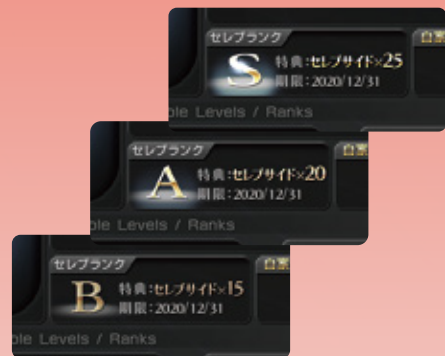 セレブランク
S
特典:セレブサイド×25
期限:2020/12/31
ble Levels / Ranks
セレブランク
A
特典:セレブサイド×20
期限:2020/12/31
ble Levels / Ranks
セレブランク
B
特典:セレブサイド×15
期限:2020/12/31
ble Levels / Ranks